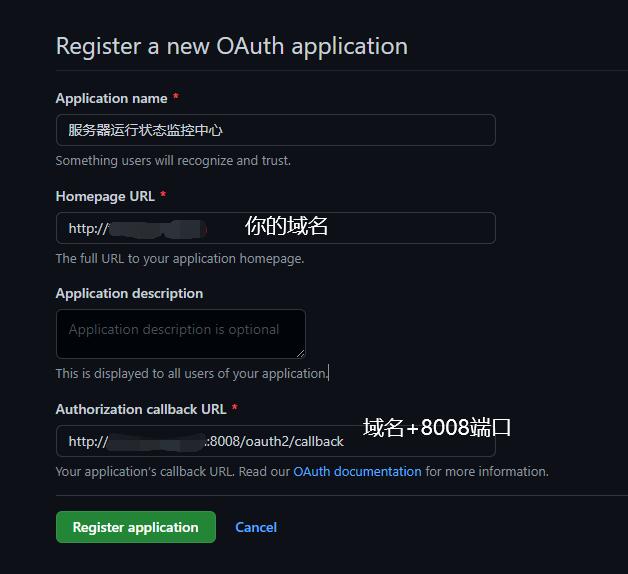 Register a new OAuth application
Application name *
服务器运行状态监控中心
Something users will recognize and trust.
Homepage URL *
http:// 你的域名
The full URL to your application homepage.
Application description
Application description is optional
This is displayed to all users of your application.
Authorization callback URL *
域名+8008端口
http:// :8008/oauth2/callback
Your application's callback URL. Read our OAuth documentation for more information.
Register application Cancel